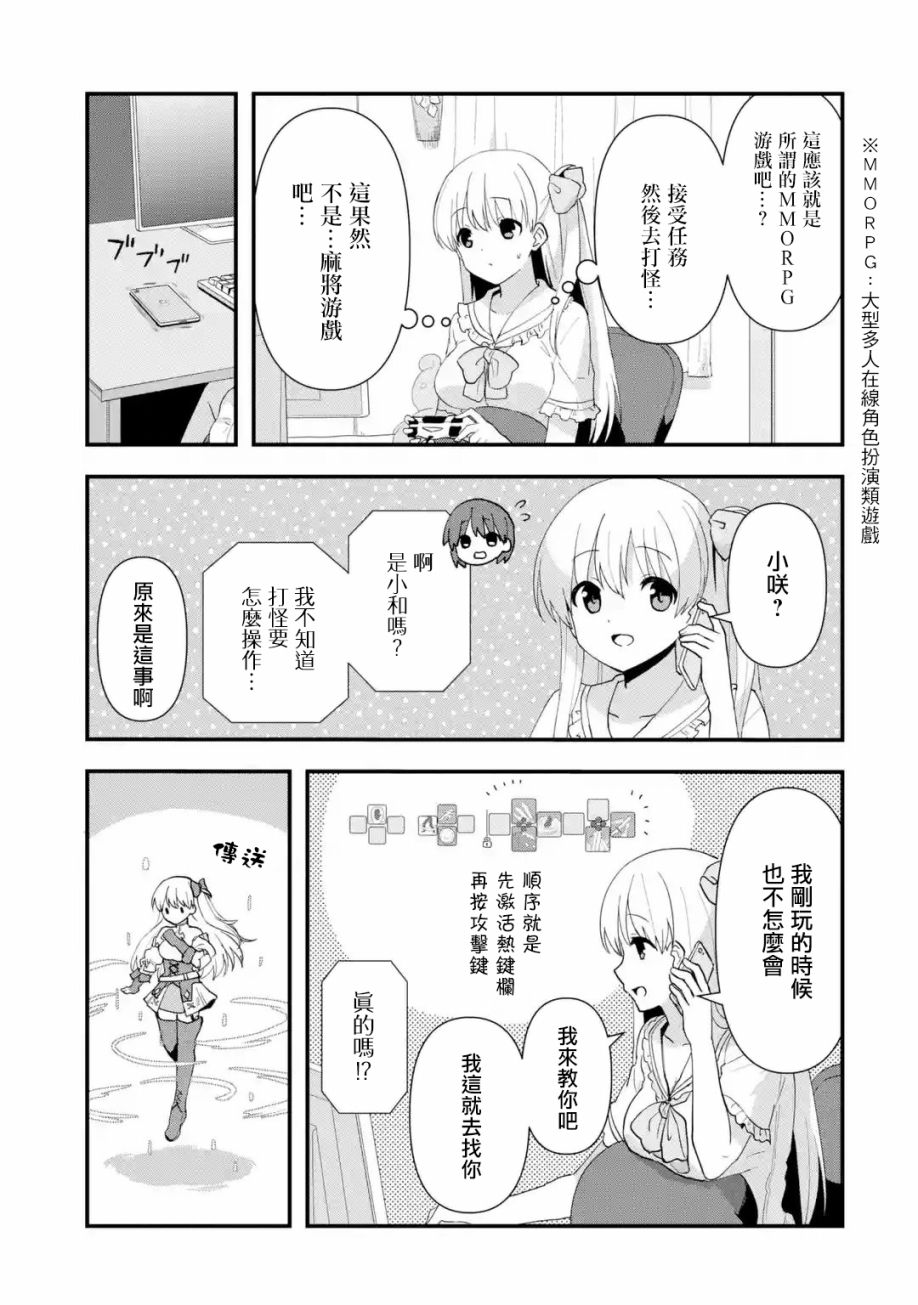 ※MMORPG：大型多人在線角色扮演類遊戲
這應該就是
所謂的MMORPG
游戲吧…？
接受任務
然後去打怪…
這果然
不是…麻將游戲
吧…
ブブブ
小咲？
啊
是小和嗎？
我不知道
打怪要
怎麼操作…
原來是這事啊
我剛玩的時候
也不怎麼會
順序就是
先激活熱鍵欄
再按攻擊鍵
我來教你吧
我這就去找你
眞的嗎!?
傳送